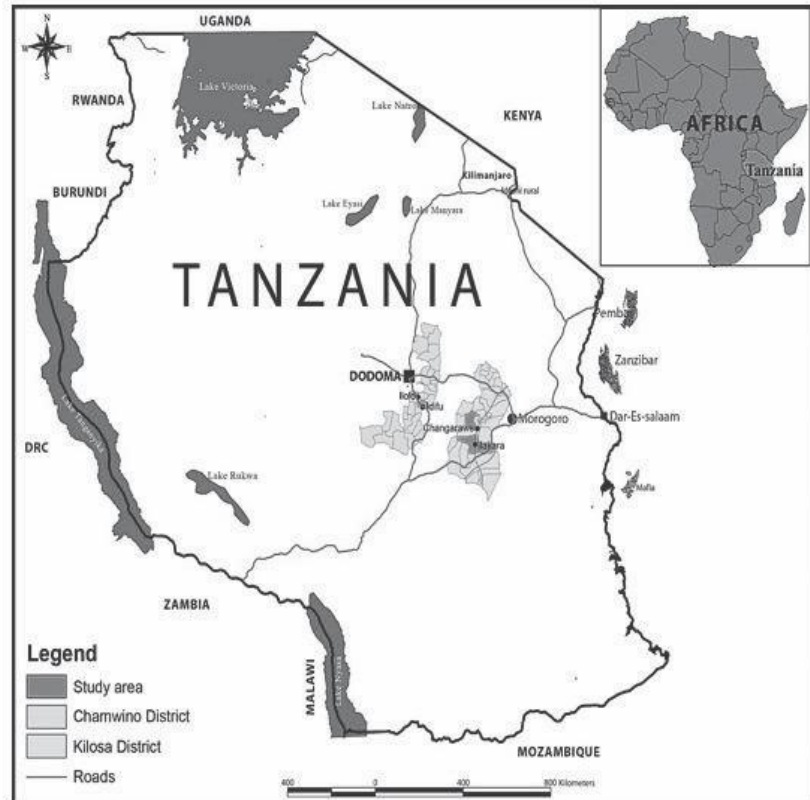 N
W E
S
UGANDA
RWANDA
BURUNDI
DRC
KENYA
Lake Victoria
Lake Natron
Kilimanjaro
Lake Eyasi
Lake Manyara
AFRICA
Tanzania
TANZANIA
Pemba
Zanzibar
DODOMA
Ilolo
Idifu
Changarawe
Ilakara
Morogoro
Dar-Es-salaam
Lake Tanganyika
Lake Rukwa
Mafia
ZAMBIA
MALAWI
Lake Nyasa
MOZAMBIQUE
Legend
Study area
Chamwino District
Kilosa District
Roads
400 0 400 800 Kilometers